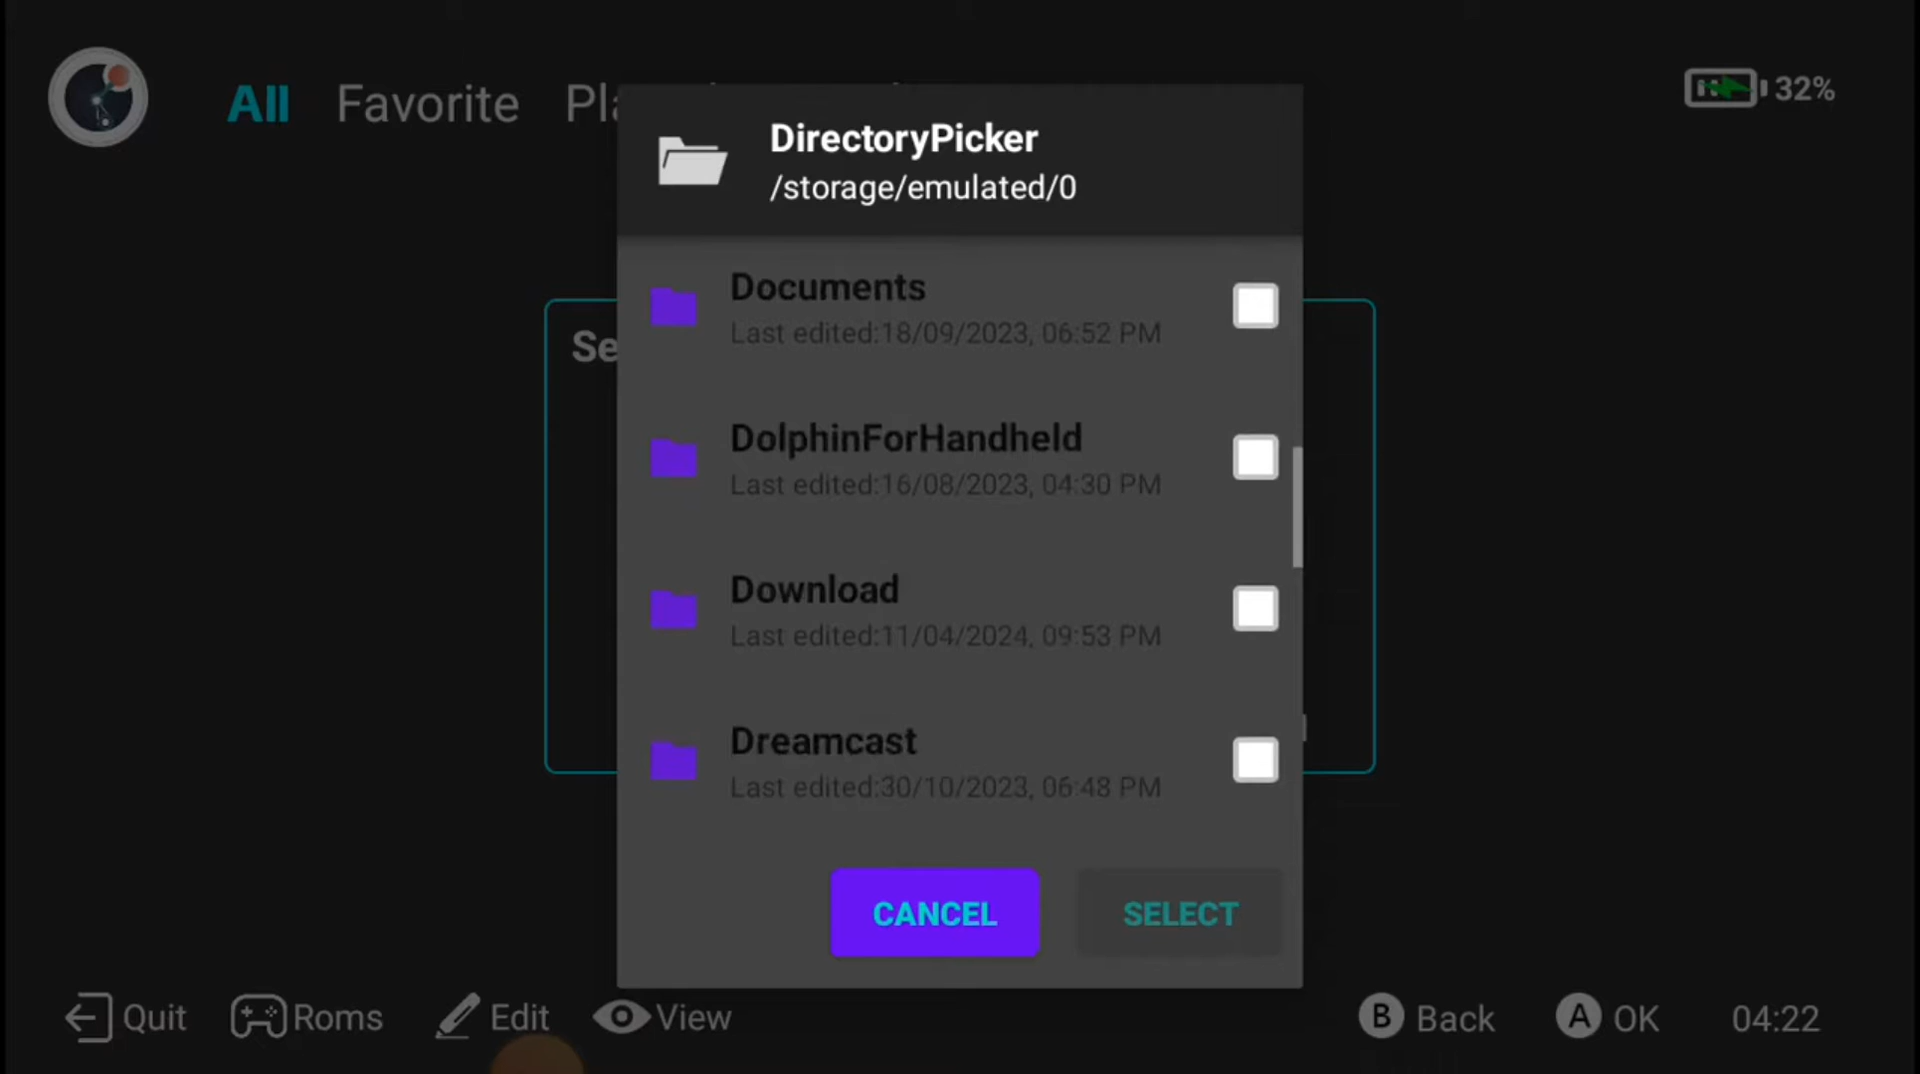 All
Favorite
Pla
32%
DirectoryPicker
/storage/emulated/0
Se
Documents
Last edited:18/09/2023, 06:52 PM
DolphinForHandheld
Last edited:16/08/2023, 04:30 PM
Download
Last edited:11/04/2024, 09:53 PM
Dreamcast
Last edited:30/10/2023, 06:48 PM
CANCEL
SELECT
Quit
Roms
Edit
View
B Back
A OK
04:22